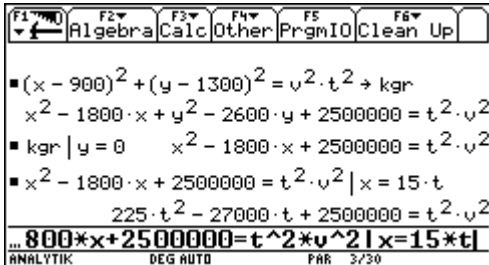 F1 F2 Algebra F3 Calc F4 Other F5 PrgmIO F6 Clean Up
▪(x - 900)² + (y - 1300)² = v²·t² → kgr
x² - 1800·x + y² - 2600·y + 2500000 = t²·v²
▪kgr | y = 0 x² - 1800·x + 2500000 = t²·v²
▪x² - 1800·x + 2500000 = t²·v² | x = 15·t
225·t² - 27000·t + 2500000 = t²·v²
…800*x+2500000=t^2*v^2|x=15*t|
ANALYTIK DEG AUTO PAR 3/30